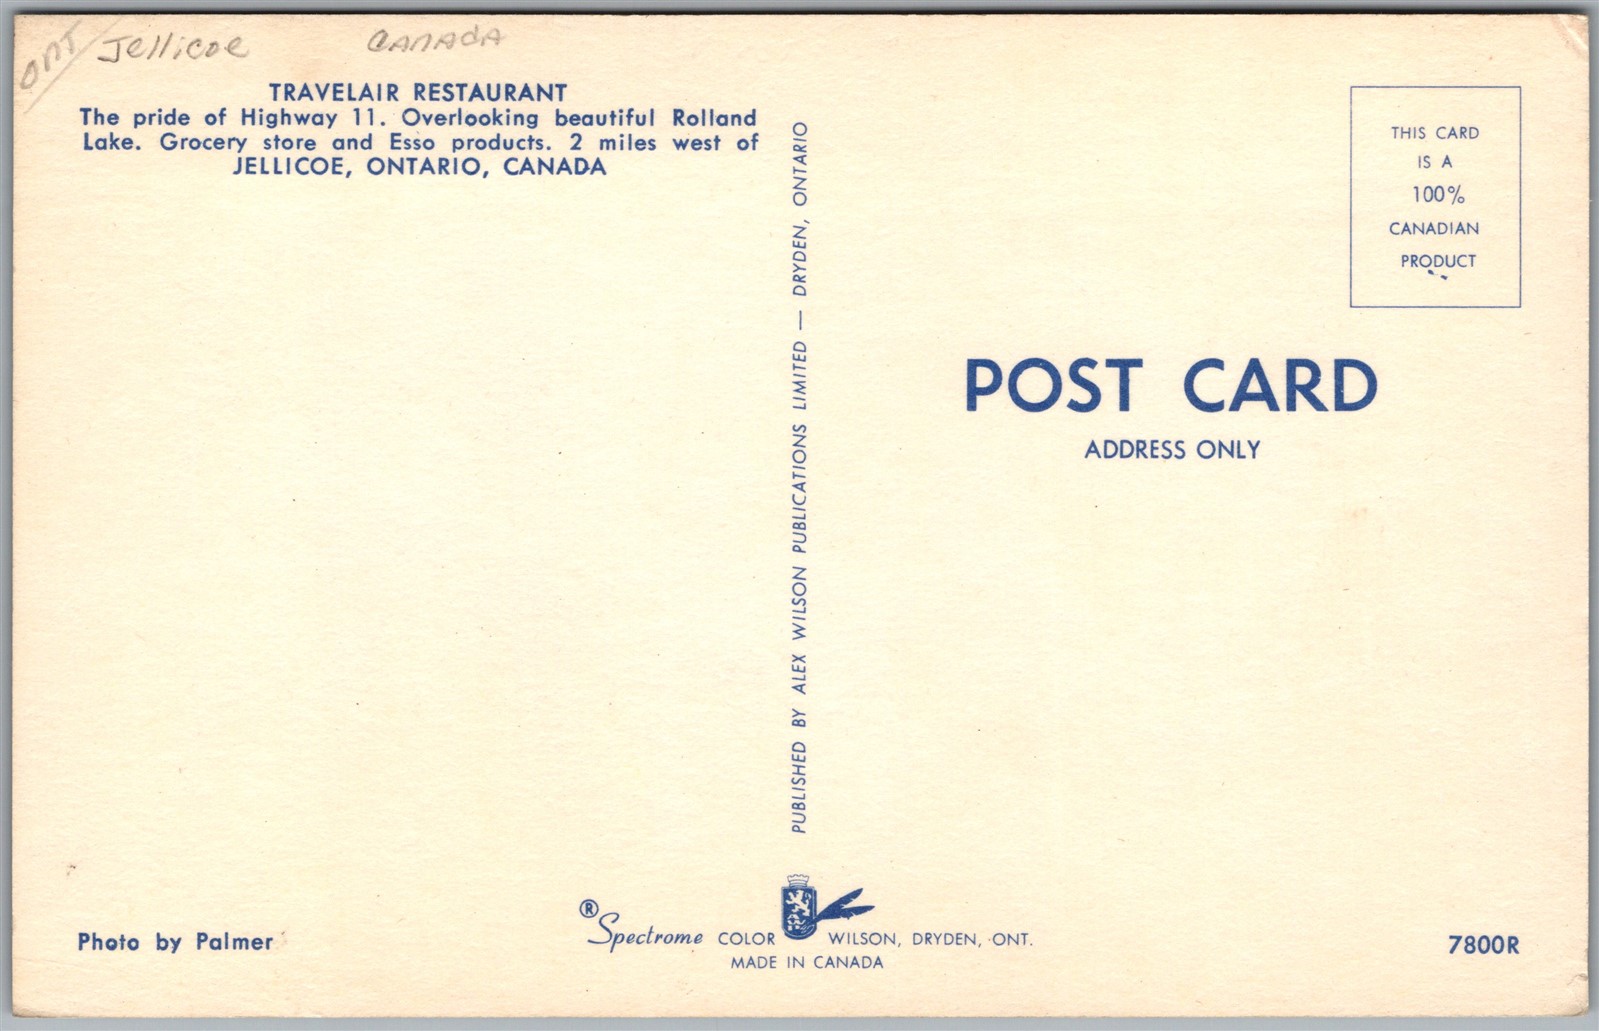 ONT Jellicoe CANADA
TRAVELAIR RESTAURANT
The pride of Highway 11. Overlooking beautiful Rolland
Lake. Grocery store and Esso products. 2 miles west of
JELLICOE, ONTARIO, CANADA
PUBLISHED BY ALEX WILSON PUBLICATIONS LIMITED — DRYDEN, ONTARIO
THIS CARD
IS A
100%
CANADIAN
PRODUCT
POST CARD
ADDRESS ONLY
Photo by Palmer
® Spectrome COLOR WILSON, DRYDEN, ONT.
MADE IN CANADA
7800R